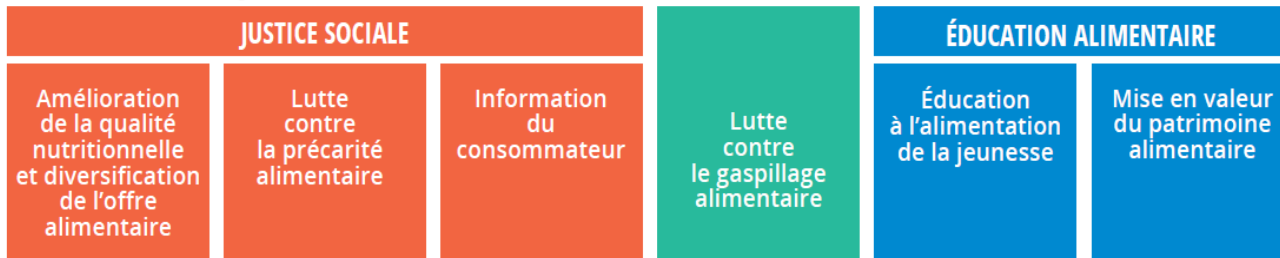 JUSTICE SOCIALE
Amélioration
de la qualité
nutritionnelle
et diversification
de l'offre
alimentaire
Lutte
contre
la précarité
alimentaire
Information
du
consommateur
Lutte
contre
le gaspillage
alimentaire
ÉDUCATION ALIMENTAIRE
Éducation
à l'alimentation
de la jeunesse
Mise en valeur
du patrimoine
alimentaire